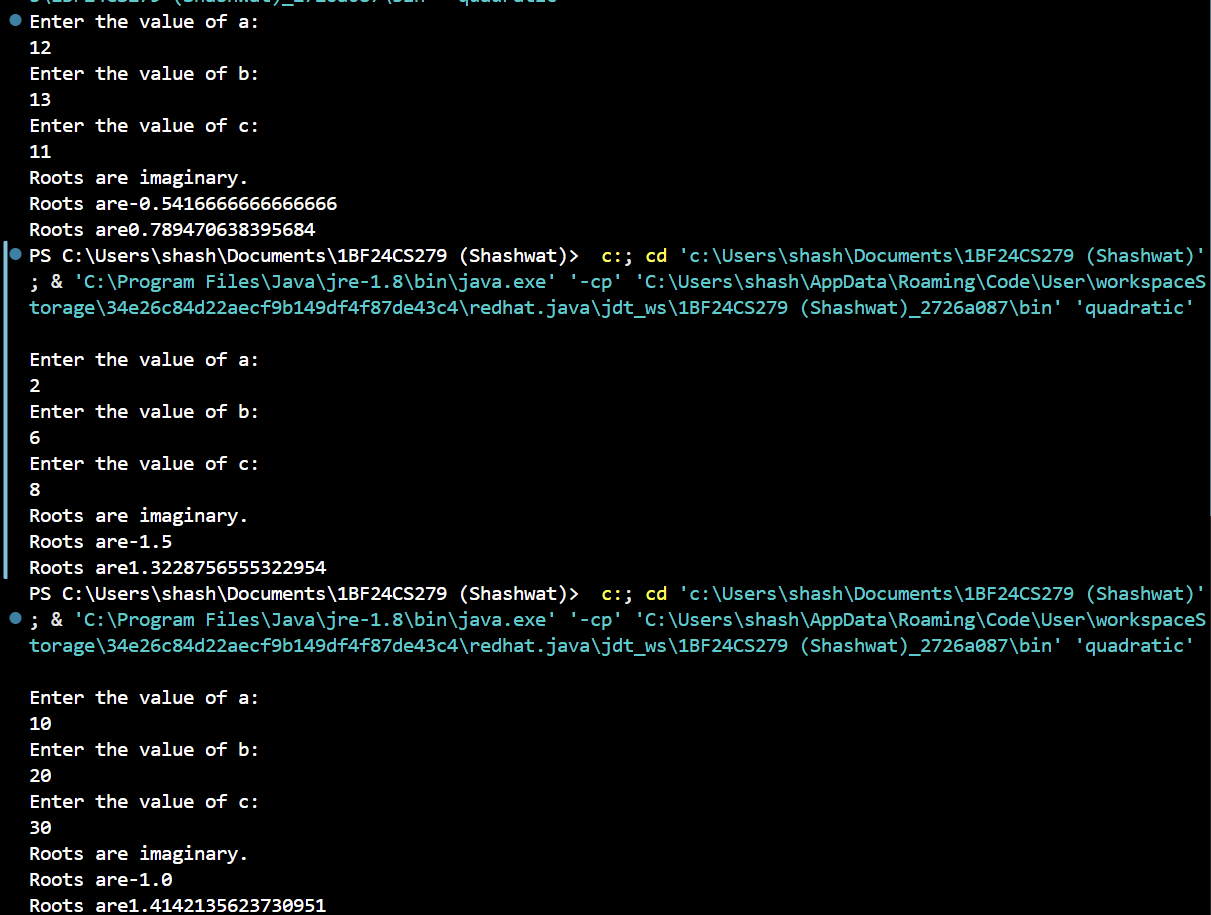 Enter the value of a:
12
Enter the value of b:
13
Enter the value of c:
11
Roots are imaginary.
Roots are-0.5416666666666666
Roots are0.789470638395684
PS C:\Users\shash\Documents\1BF24CS279 (Shashwat)>  c:; cd 'c:\Users\shash\Documents\1BF24CS279 (Shashwat)'
; & 'C:\Program Files\Java\jre-1.8\bin\java.exe' '-cp' 'C:\Users\shash\AppData\Roaming\Code\User\workspaceS
torage\34e26c84d22aecf9b149df4f87de43c4\redhat.java\jdt_ws\1BF24CS279 (Shashwat)_2726a087\bin' 'quadratic'
Enter the value of a:
2
Enter the value of b:
6
Enter the value of c:
8
Roots are imaginary.
Roots are-1.5
Roots are1.3228756555322954
PS C:\Users\shash\Documents\1BF24CS279 (Shashwat)>  c:; cd 'c:\Users\shash\Documents\1BF24CS279 (Shashwat)'
; & 'C:\Program Files\Java\jre-1.8\bin\java.exe' '-cp' 'C:\Users\shash\AppData\Roaming\Code\User\workspaceS
torage\34e26c84d22aecf9b149df4f87de43c4\redhat.java\jdt_ws\1BF24CS279 (Shashwat)_2726a087\bin' 'quadratic'
Enter the value of a:
10
Enter the value of b:
20
Enter the value of c:
30
Roots are imaginary.
Roots are-1.0
Roots are1.4142135623730951